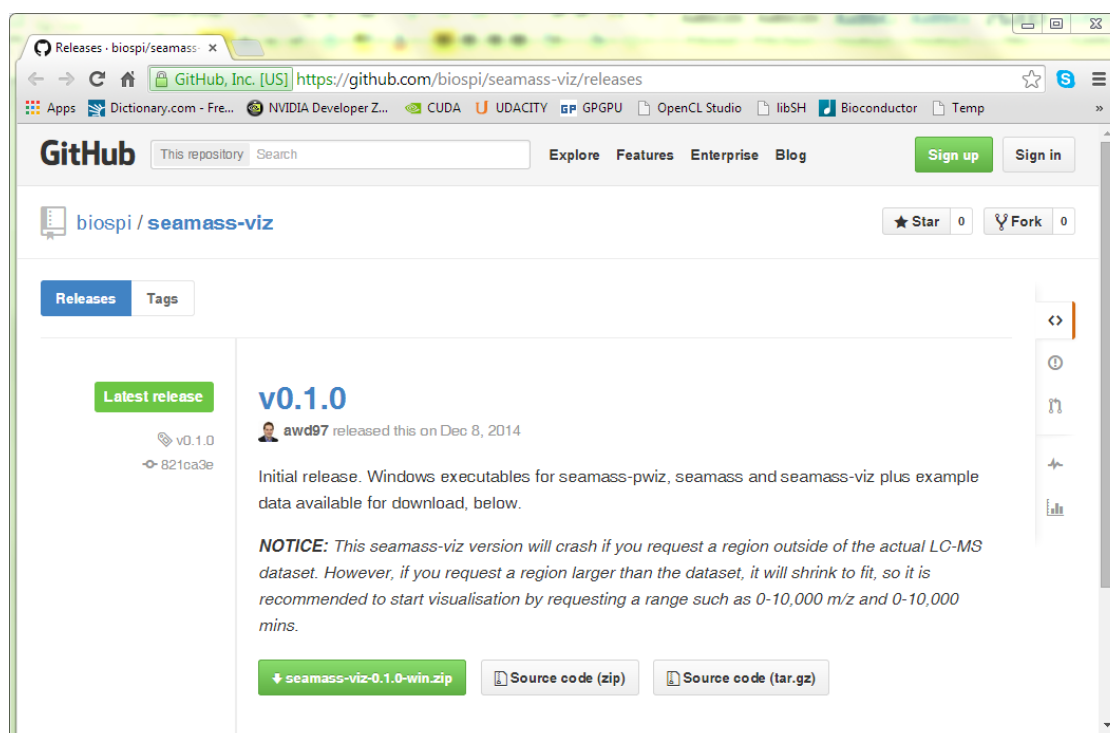 Releases · biospi/seamass-
GitHub, Inc. [US] https://github.com/biospi/seamass-viz/releases
Apps Dictionary.com - Fre... NVIDIA Developer Z... CUDA UDACITY GP GPGPU OpenCL Studio libSH Bioconductor Temp »
GitHub This repository Search Explore Features Enterprise Blog Sign up Sign in
biospi / seamass-viz Star 0 Fork 0
Releases Tags
Latest release
v0.1.0
821ca3e
v0.1.0
awd97 released this on Dec 8, 2014
Initial release. Windows executables for seamass-pwiz, seamass and seamass-viz plus example
data available for download, below.
NOTICE: This seamass-viz version will crash if you request a region outside of the actual LC-MS
dataset. However, if you request a region larger than the dataset, it will shrink to fit, so it is
recommended to start visualisation by requesting a range such as 0-10,000 m/z and 0-10,000
mins.
seamass-viz-0.1.0-win.zip Source code (zip) Source code (tar.gz)